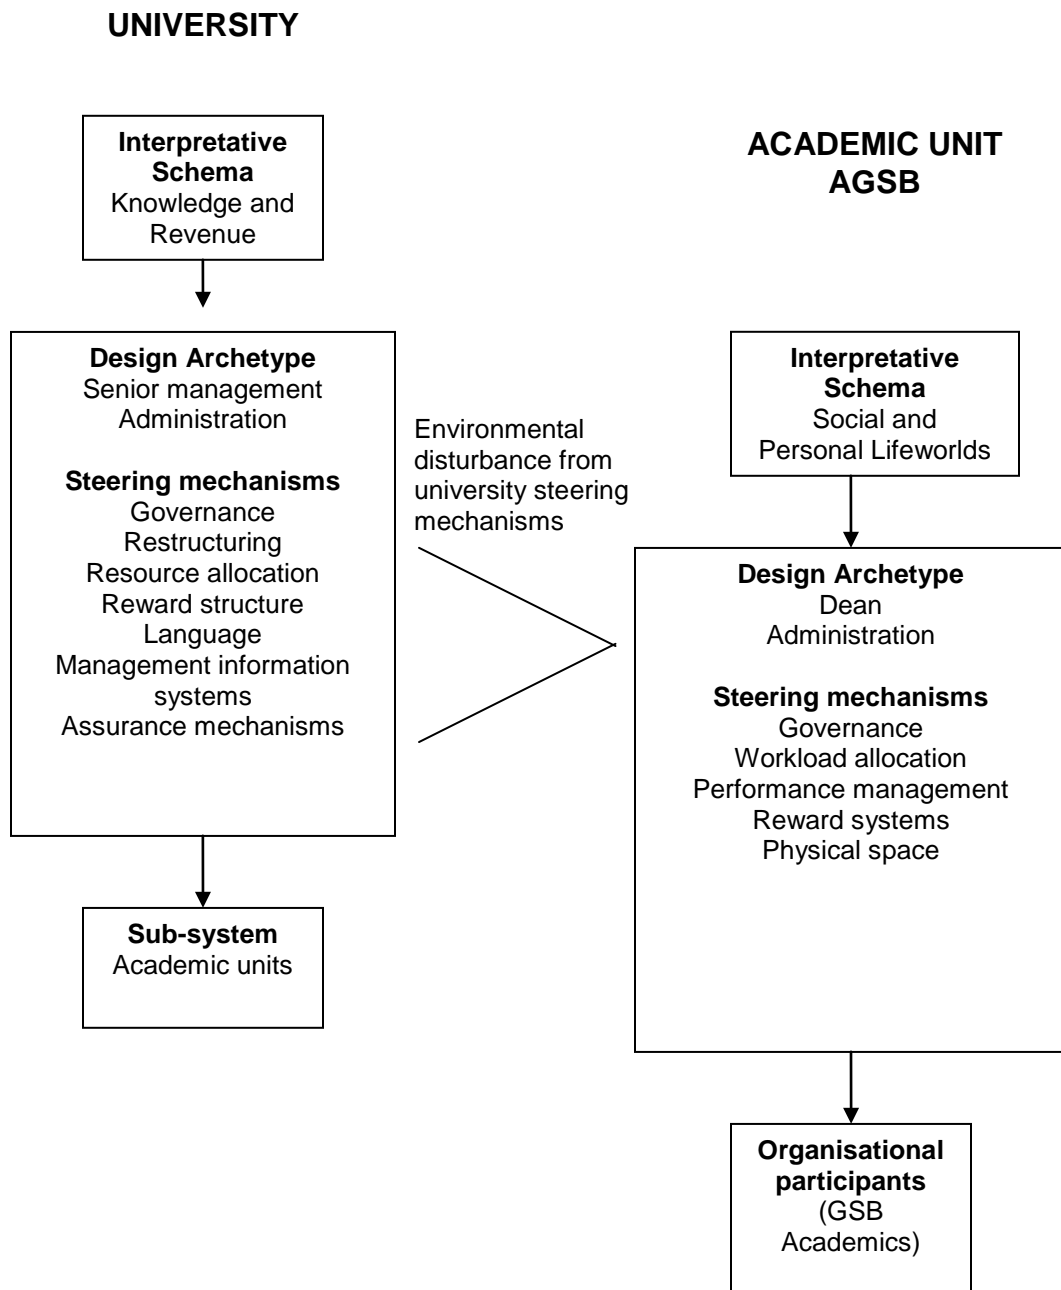 UNIVERSITY
Interpretative
Schema
Knowledge and
Revenue
ACADEMIC UNIT
AGSB
Design Archetype
Senior management
Administration
Steering mechanisms
Governance
Restructuring
Resource allocation
Reward structure
Language
Management information
systems
Assurance mechanisms
Environmental
disturbance from
university steering
mechanisms
Interpretative
Schema
Social and
Personal Lifeworlds
Design Archetype
Dean
Administration
Steering mechanisms
Governance
Workload allocation
Performance management
Reward systems
Physical space
Sub-system
Academic units
Organisational
participants
(GSB
Academics)